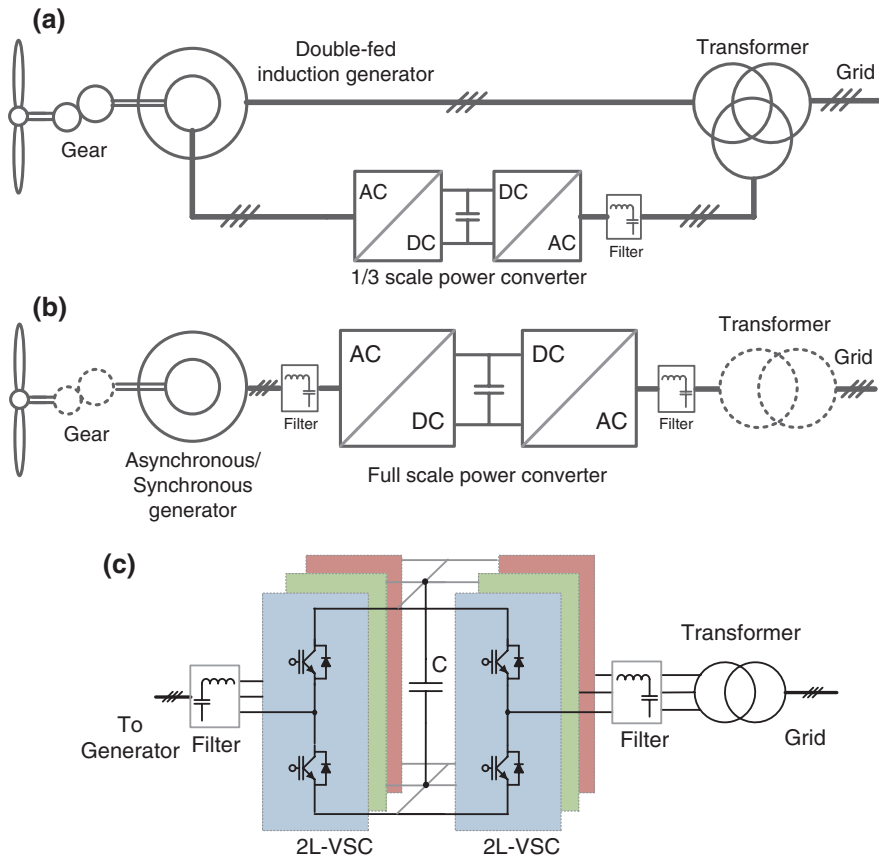 (a)
Double-fed
induction generator
Transformer
Grid
Gear
AC
DC
DC
AC
Filter
1/3 scale power converter
(b)
Transformer
Grid
AC
DC
DC
AC
Gear
Filter
Filter
Asynchronous/
Synchronous
generator
Full scale power converter
(c)
Transformer
C
To
Generator
Filter
Filter
Grid
2L-VSC
2L-VSC